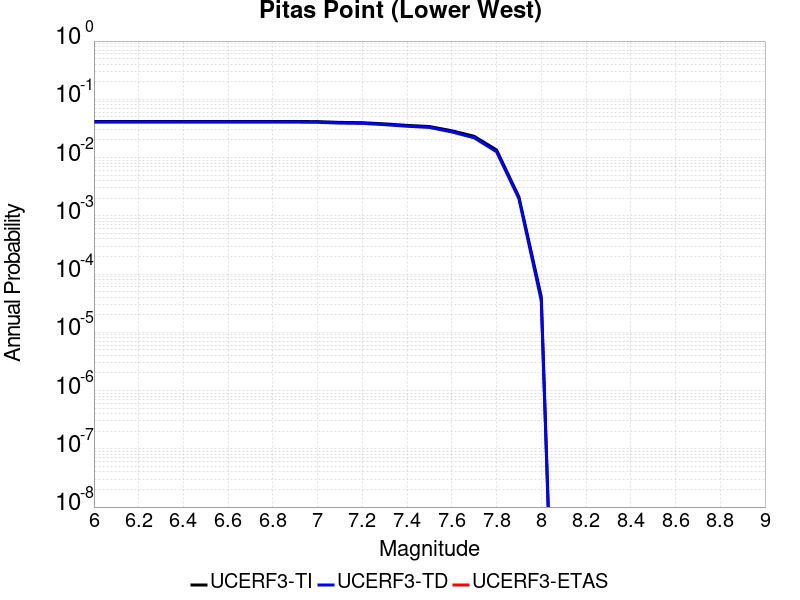 Pitas Point (Lower West)
10^0
10^-1
10^-2
10^-3
10^-4
10^-5
10^-6
10^-7
10^-8
Annual Probability
6 6.2 6.4 6.6 6.8 7 7.2 7.4 7.6 7.8 8 8.2 8.4 8.6 8.8 9
Magnitude
UCERF3-TI UCERF3-TD UCERF3-ETAS